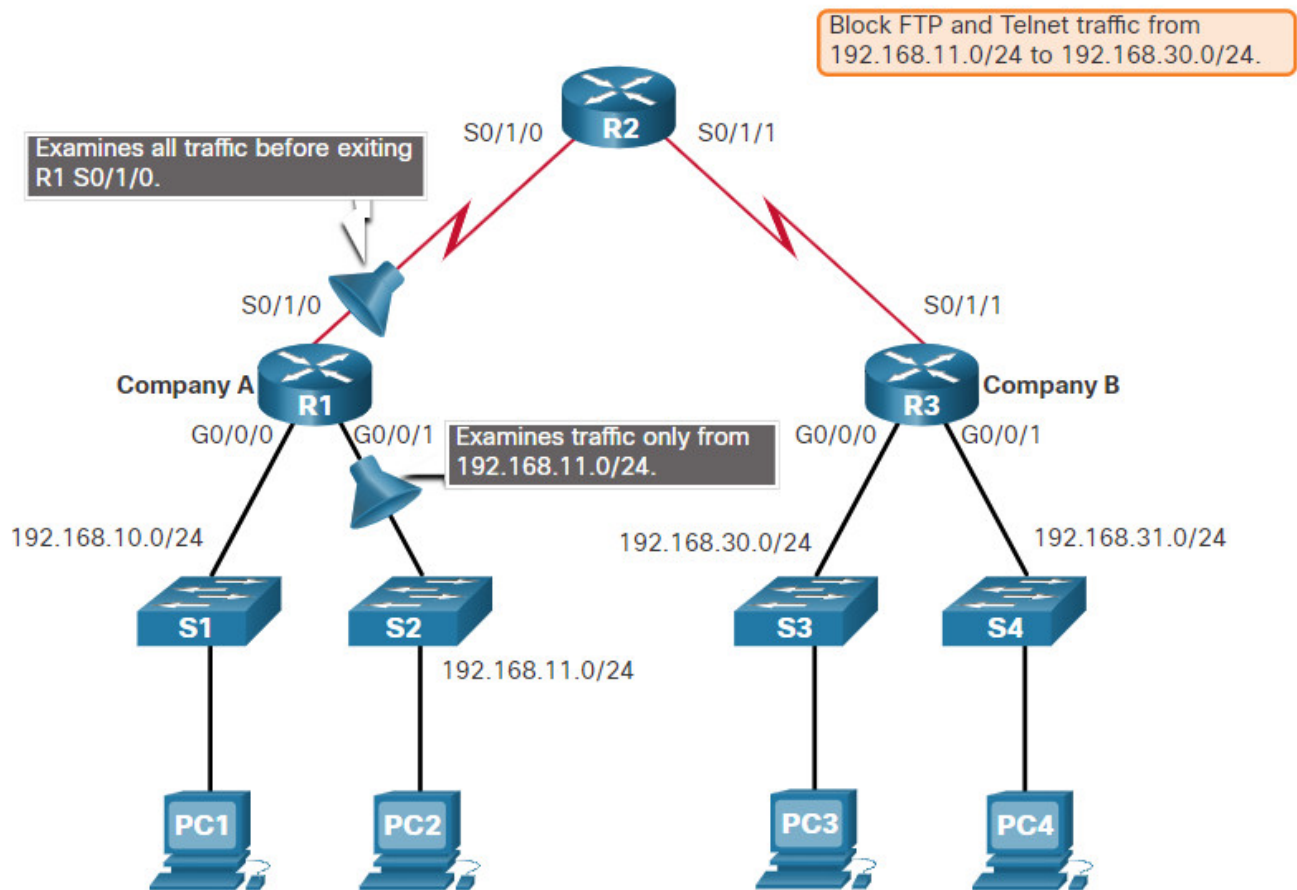 Block FTP and Telnet traffic from
192.168.11.0/24 to 192.168.30.0/24.
R2
S0/1/0
S0/1/1
Examines all traffic before exiting
R1 S0/1/0.
S0/1/0
S0/1/1
Company A
R1
R3
Company B
G0/0/0
G0/0/1
Examines traffic only from
192.168.11.0/24.
G0/0/0
G0/0/1
192.168.10.0/24
192.168.30.0/24
192.168.31.0/24
S1
S2
S3
S4
192.168.11.0/24
PC1
PC2
PC3
PC4